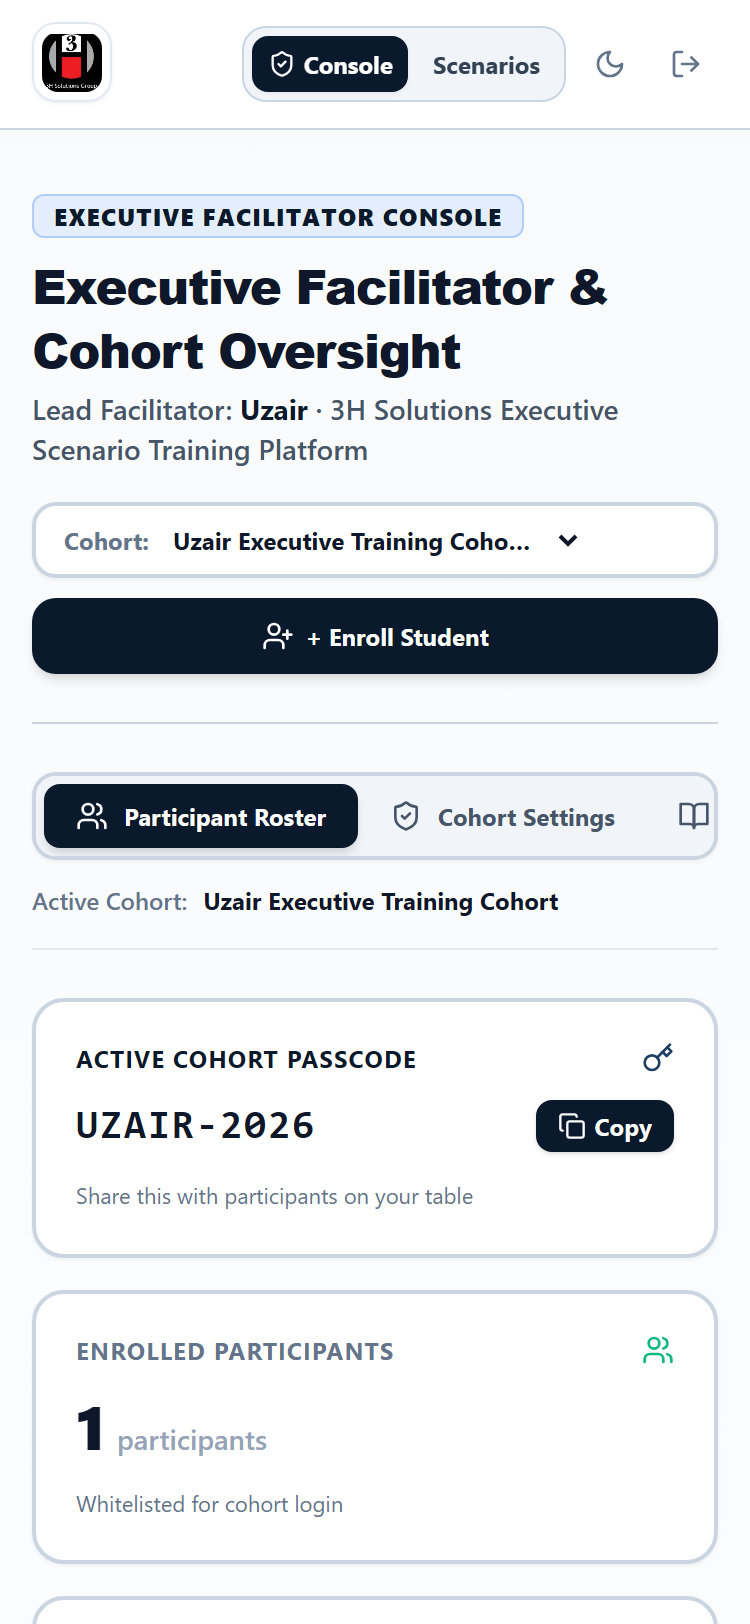 3
3H Solutions Group
Console
Scenarios
EXECUTIVE FACILITATOR CONSOLE
Executive Facilitator &
Cohort Oversight
Lead Facilitator: Uzair · 3H Solutions Executive
Scenario Training Platform
Cohort: Uzair Executive Training Coho...
+ Enroll Student
Participant Roster
Cohort Settings
Active Cohort: Uzair Executive Training Cohort
ACTIVE COHORT PASSCODE
UZAIR-2026
Copy
Share this with participants on your table
ENROLLED PARTICIPANTS
1 participants
Whitelisted for cohort login